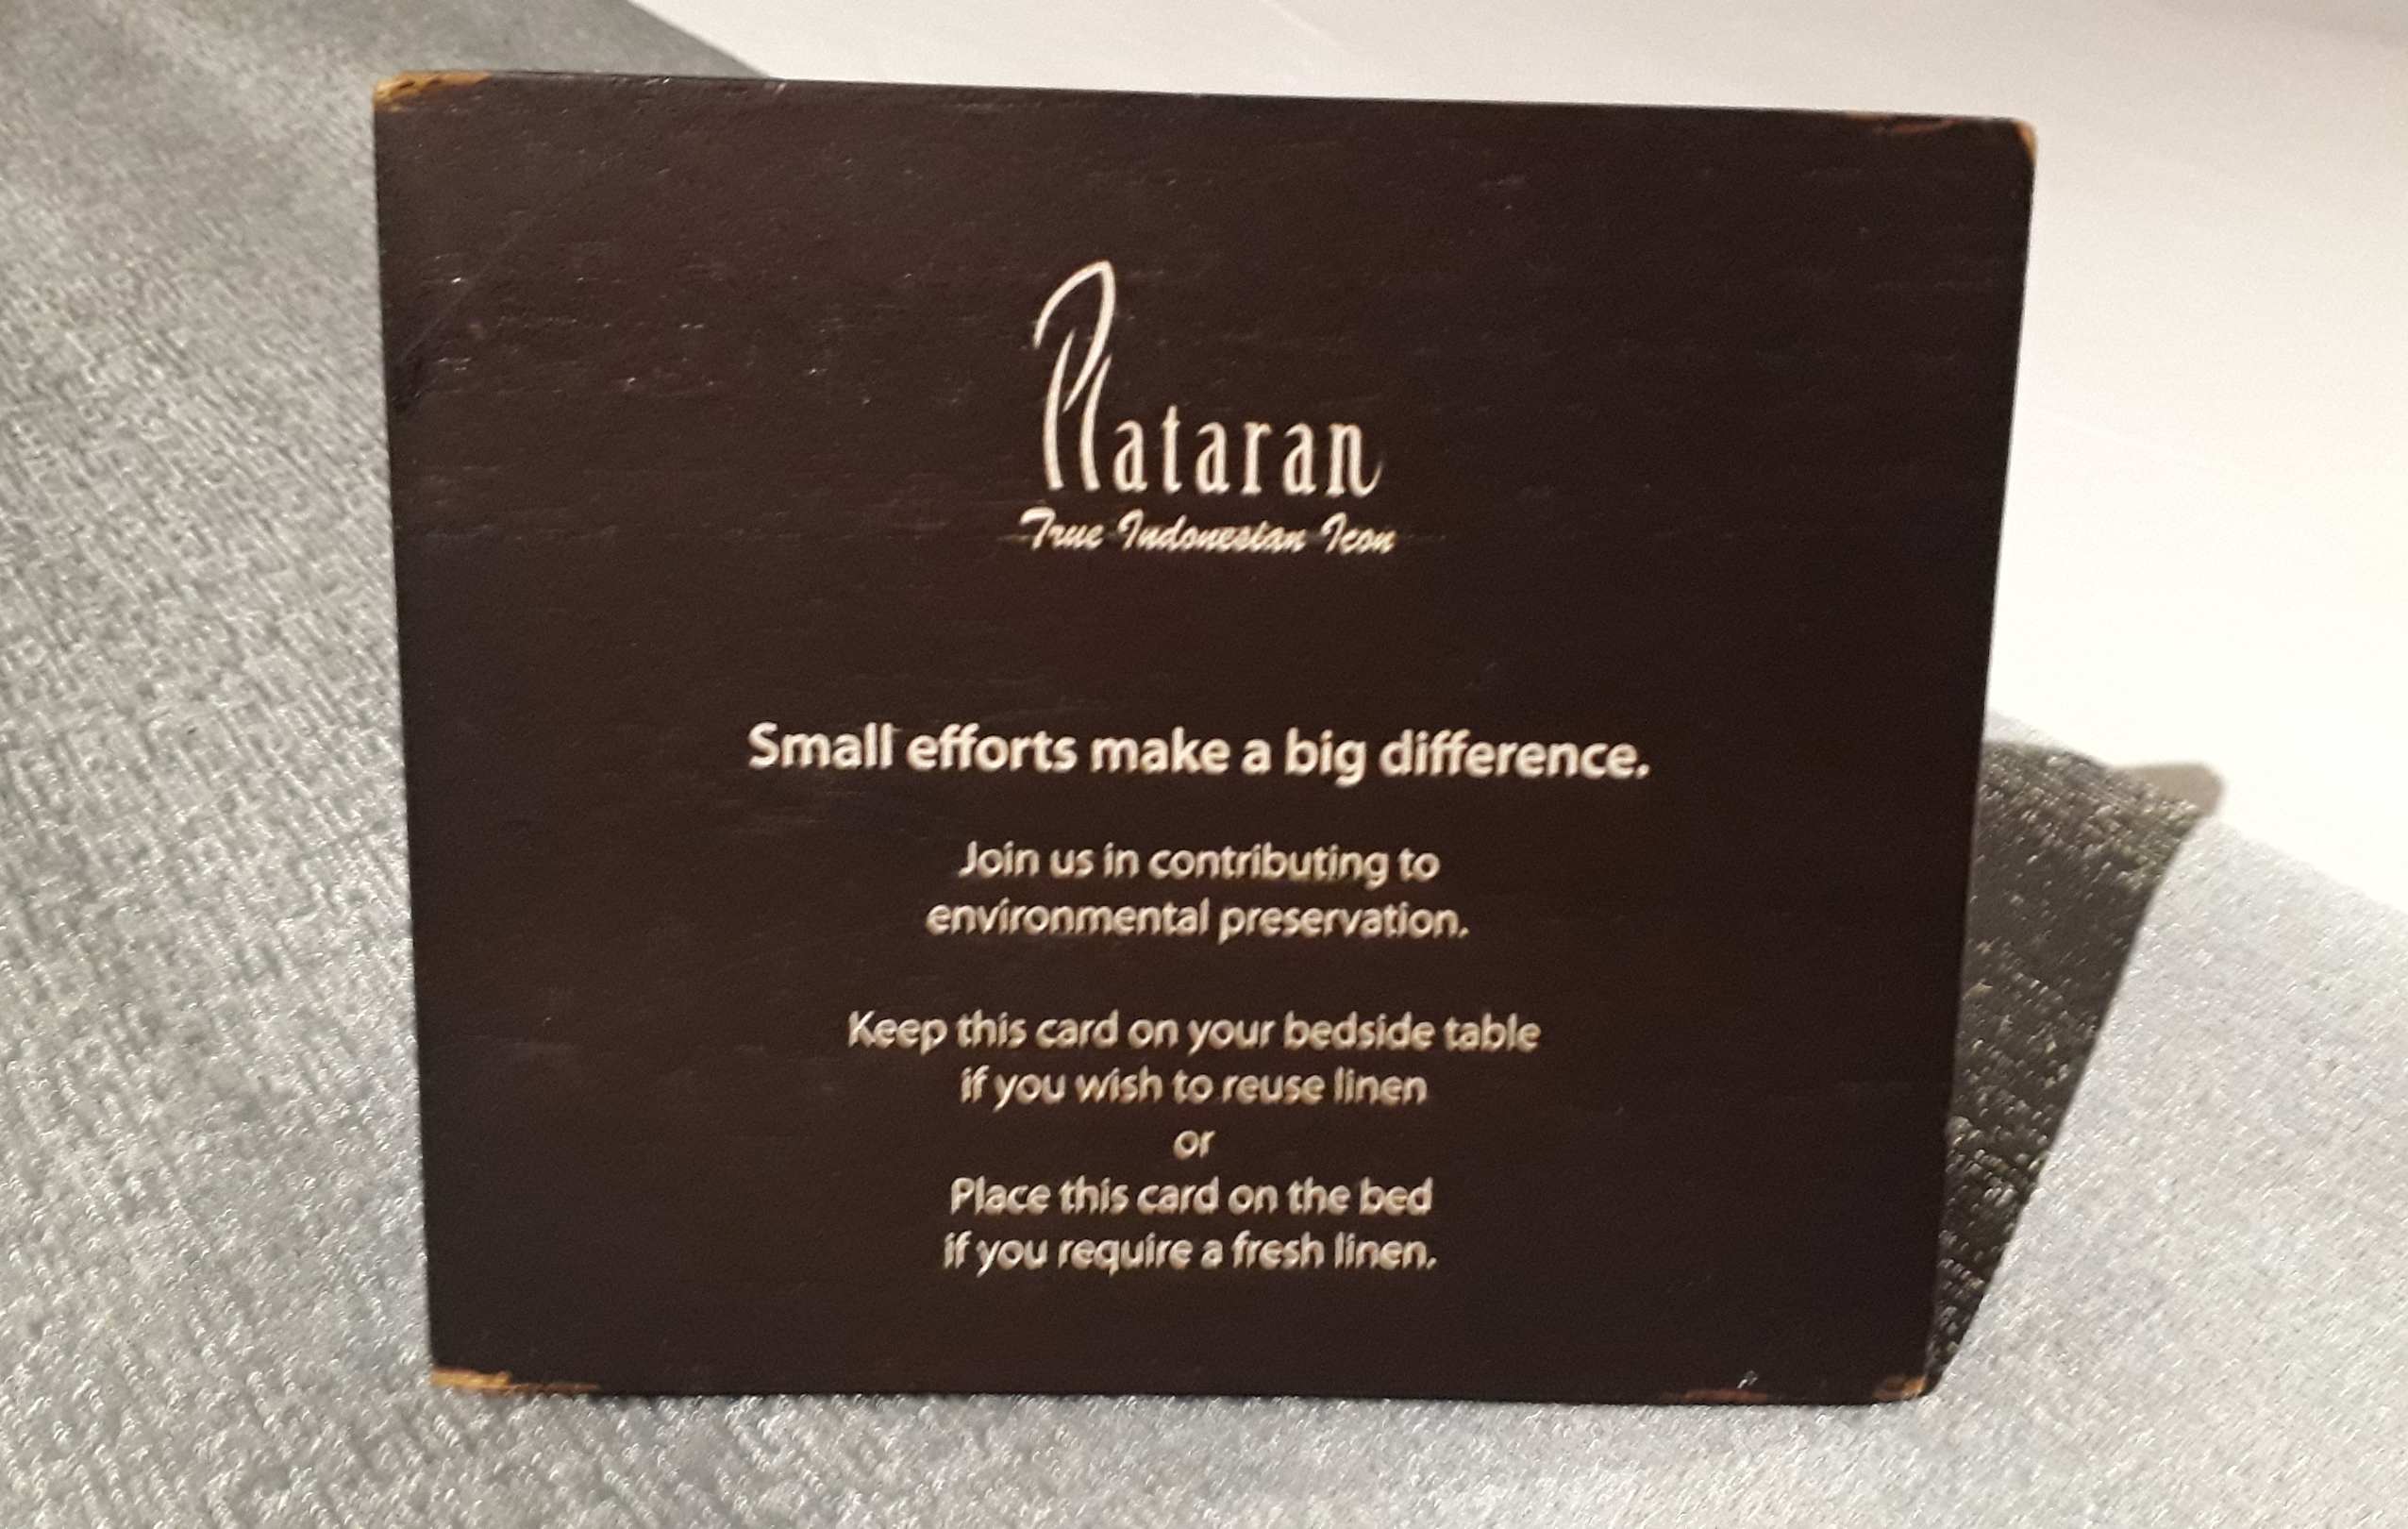 Plataran
True Indonesian Icon
Small efforts make a big difference.
Join us in contributing to
environmental preservation.
Keep this card on your bedside table
if you wish to reuse linen
or
Place this card on the bed
if you require a fresh linen.